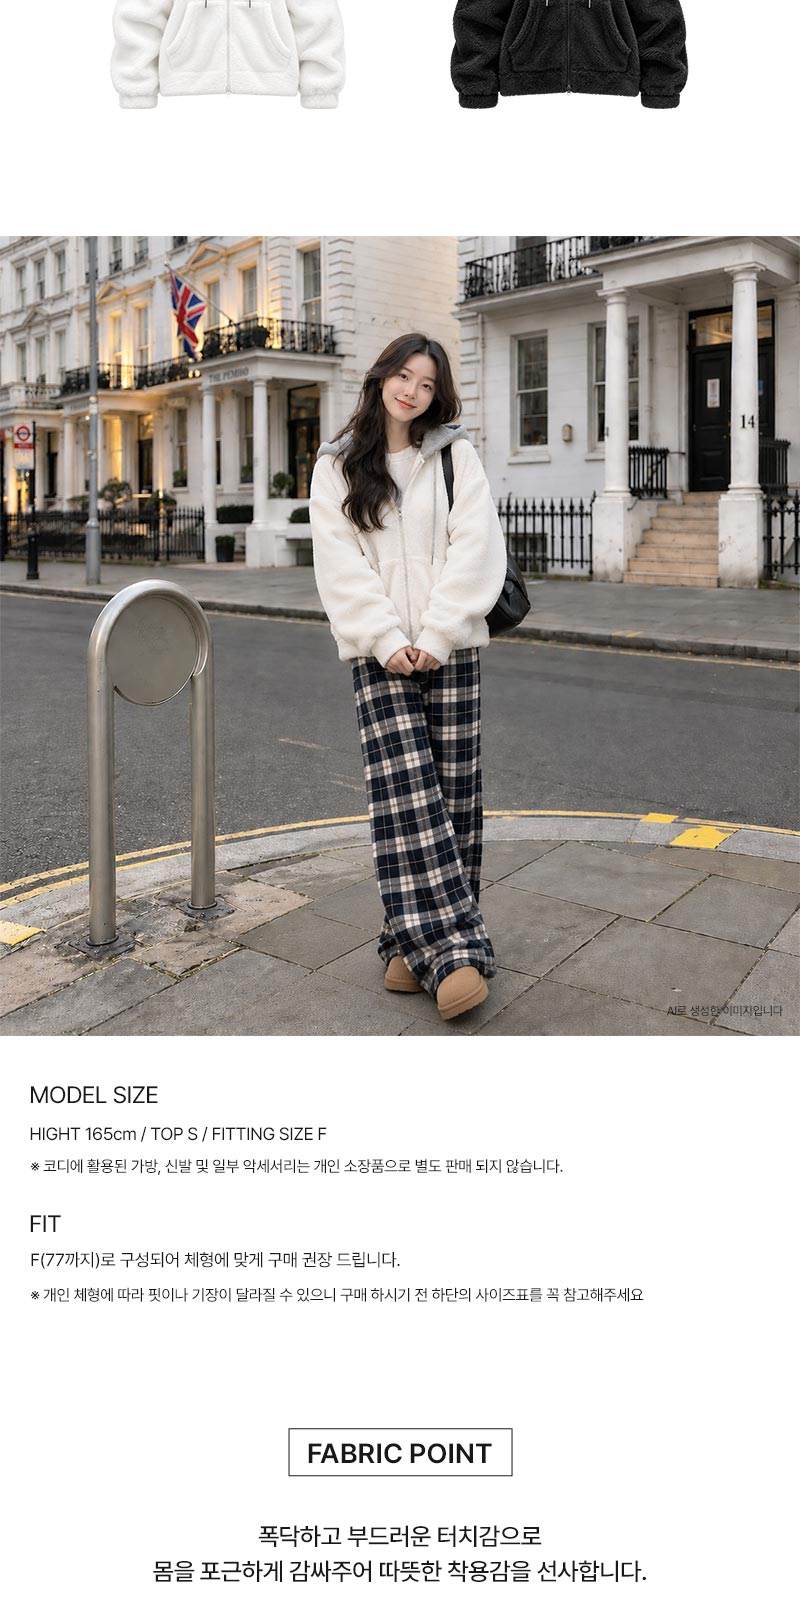 THE PEMBO
14
AI로 생성한 이미지입니다
MODEL SIZE
HIGHT 165cm / TOP S / FITTING SIZE F
※ 코디에 활용된 가방, 신발 및 일부 악세서리는 개인 소장품으로 별도 판매 되지 않습니다.
FIT
F(77까지)로 구성되어 체형에 맞게 구매 권장 드립니다.
※ 개인 체형에 따라 핏이나 기장이 달라질 수 있으니 구매 하시기 전 하단의 사이즈표를 꼭 참고해주세요
FABRIC POINT
폭닥하고 부드러운 터치감으로
몸을 포근하게 감싸주어 따뜻한 착용감을 선사합니다.